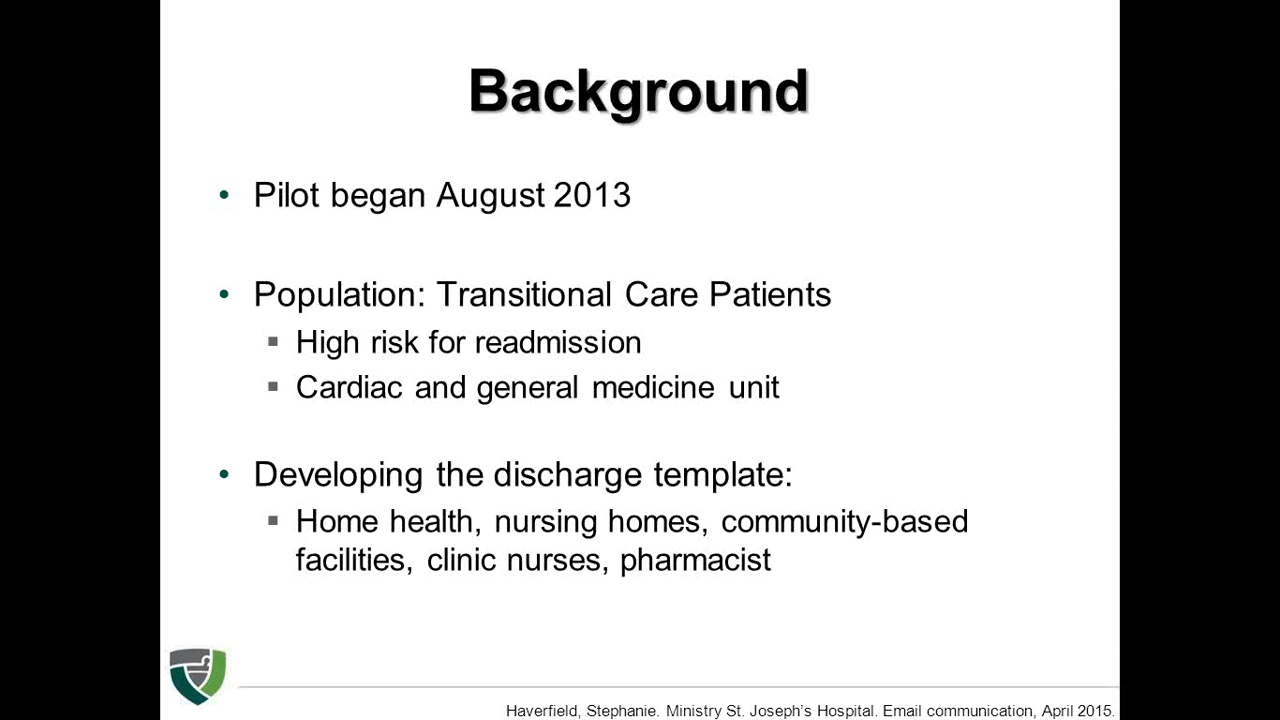 Background
• Pilot began August 2013
• Population: Transitional Care Patients
▪ High risk for readmission
▪ Cardiac and general medicine unit
• Developing the discharge template:
▪ Home health, nursing homes, community-based
facilities, clinic nurses, pharmacist
Haverfield, Stephanie. Ministry St. Joseph’s Hospital. Email communication, April 2015.